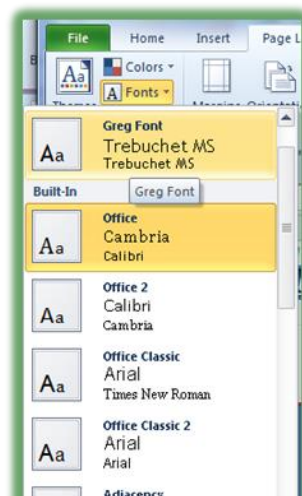 File Home Insert Page L
Aa Colors
A Fonts
Greg Font
Aa Trebuchet MS
Trebuchet MS
Built-In Greg Font
Office
Aa Cambria
Calibri
Office 2
Aa Calibri
Cambria
Office Classic
Aa Arial
Times New Roman
Office Classic 2
Aa Arial
Arial
Adjacency